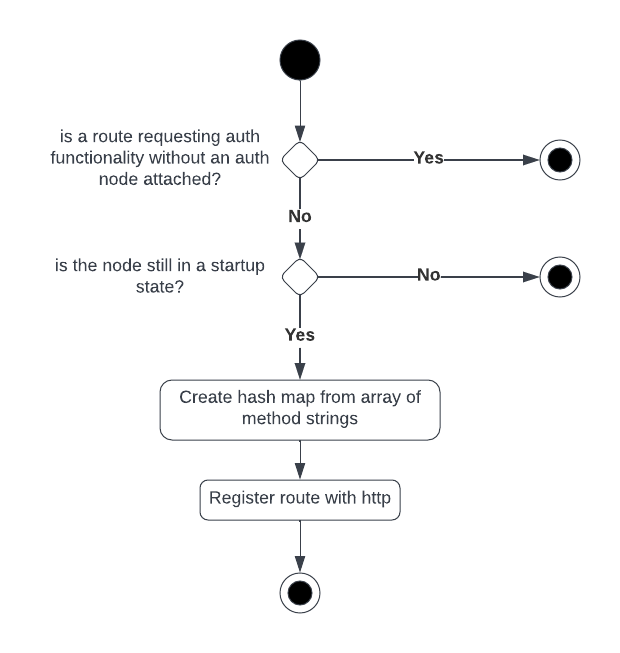 is a route requesting auth
functionality without an auth
node attached?
Yes
No
is the node still in a startup
state?
No
Yes
Create hash map from array of
method strings
Register route with http